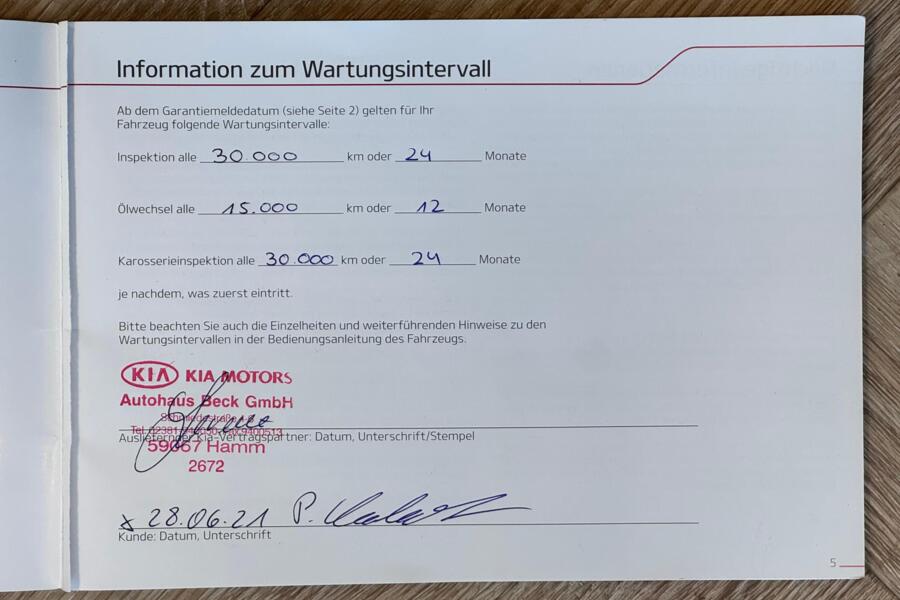 Information zum Wartungsintervall
Ab dem Garantiemeldedatum (siehe Seite 2) gelten für Ihr
Fahrzeug folgende Wartungsintervalle:
Inspektion alle 30.000 km oder 24 Monate
Ölwechsel alle 15.000 km oder 12 Monate
Karosserieinspektion alle 30.000 km oder 24 Monate
je nachdem, was zuerst eintritt.
Bitte beachten Sie auch die Einzelheiten und weiterführenden Hinweise zu den
Wartungsintervallen in der Bedienungsanleitung des Fahrzeugs.
KIA KIA MOTORS
Autohaus Beck GmbH
Ausliefernder Kia-Vertragspartner: Datum, Unterschrift/Stempel
59067 Hamm
2672
x 28.06.21 P.
Kunde: Datum, Unterschrift
5